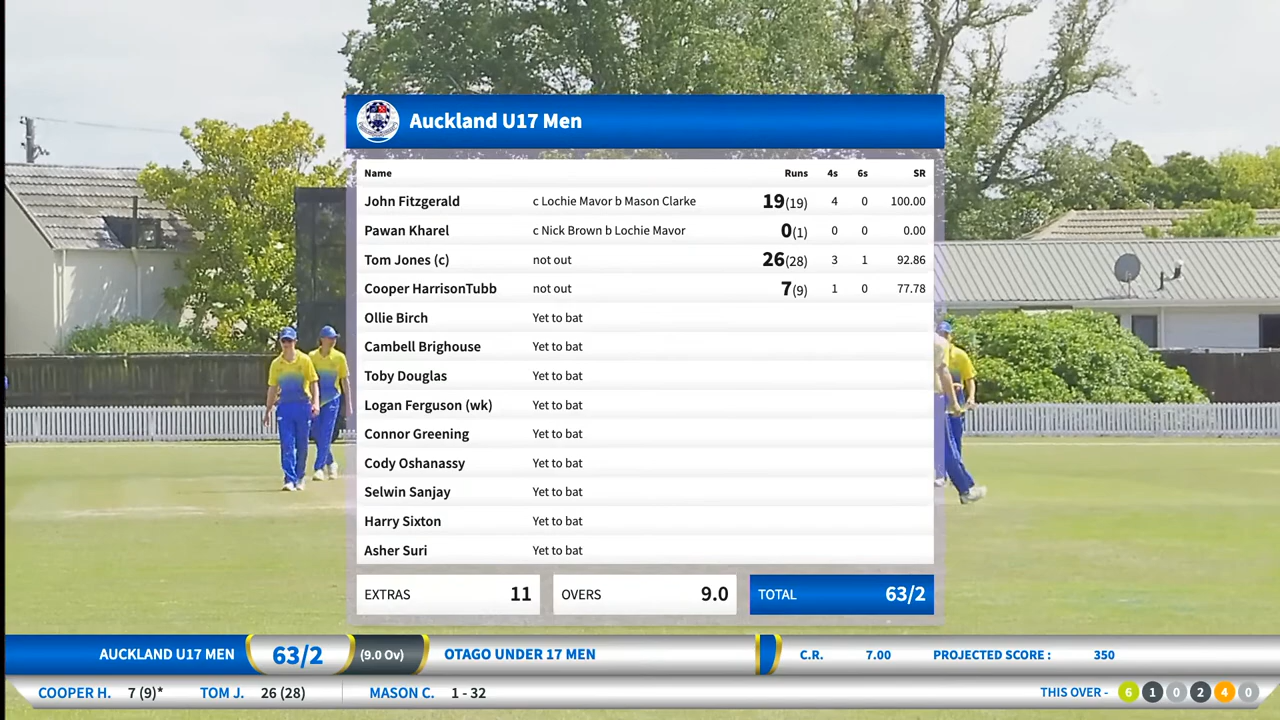 Auckland U17 Men
Name Runs 4s 6s SR
John Fitzgerald c Lochie Mavor b Mason Clarke 19(19) 4 0 100.00
Pawan Kharel c Nick Brown b Lochie Mavor 0(1) 0 0 0.00
Tom Jones (c) not out 26(28) 3 1 92.86
Cooper HarrisonTubb not out 7(9) 1 0 77.78
Ollie Birch Yet to bat
Cambell Brighouse Yet to bat
Toby Douglas Yet to bat
Logan Ferguson (wk) Yet to bat
Connor Greening Yet to bat
Cody Oshanassy Yet to bat
Selwin Sanjay Yet to bat
Harry Sixton Yet to bat
Asher Suri Yet to bat
EXTRAS 11 OVERS 9.0 TOTAL 63/2
AUCKLAND U17 MEN 63/2 (9.0 Ov) OTAGO UNDER 17 MEN C.R. 7.00 PROJECTED SCORE : 350
COOPER H. 7 (9)* TOM J. 26 (28) MASON C. 1 - 32 THIS OVER - 6 1 0 2 4 0